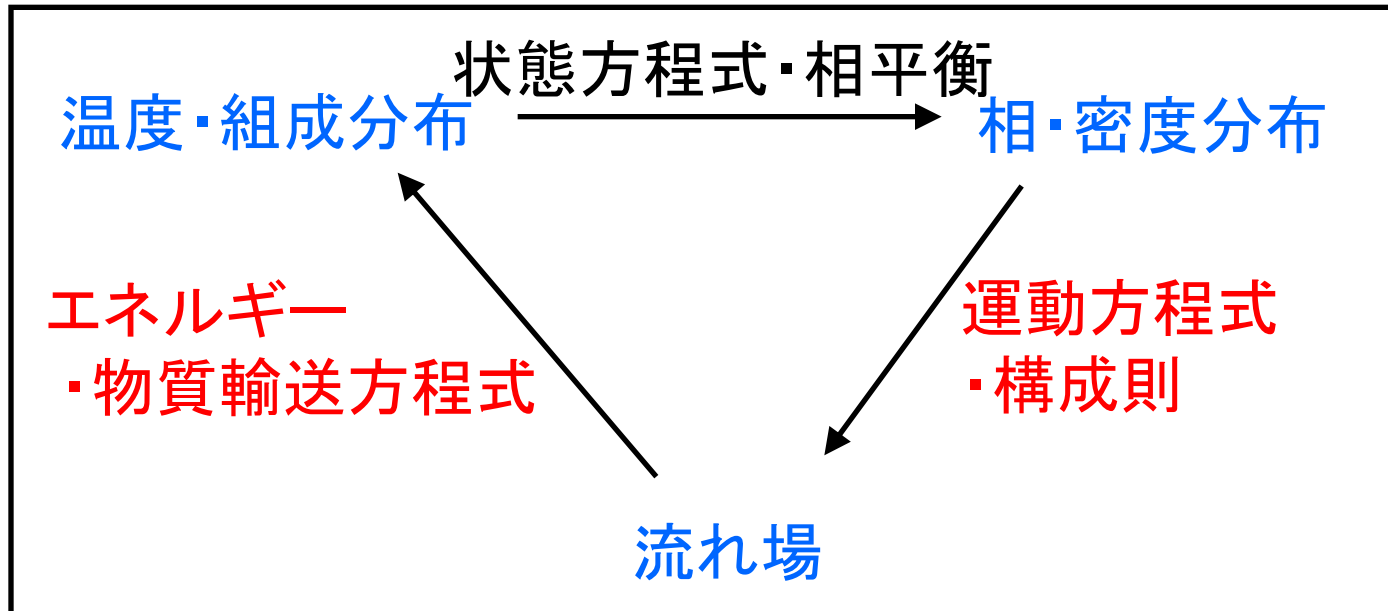 状態方程式・相平衡
温度・組成分布
相・密度分布
エネルギー
・物質輸送方程式
運動方程式
・構成則
流れ場